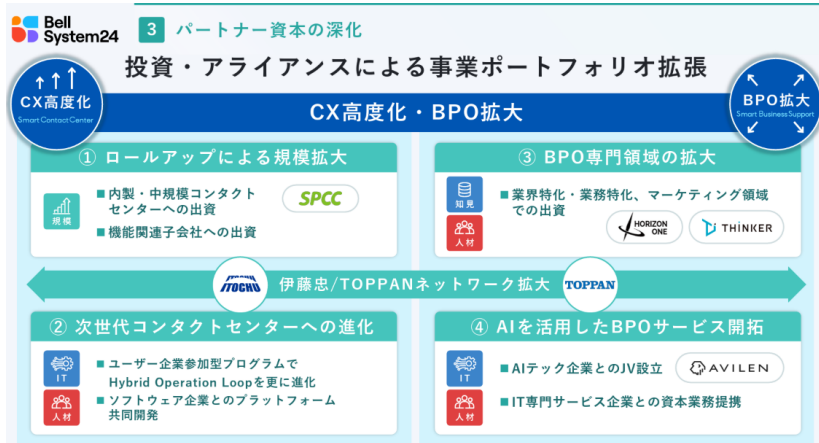 Bell
System24
3 パートナー資本の深化
投資・アライアンスによる事業ポートフォリオ拡張
CX高度化
Smart Contact Center
CX高度化・BPO拡大
BPO拡大
Smart Business Support
① ロールアップによる規模拡大
規模
■内製・中規模コンタクト
センターへの出資
■機能関連子会社への出資
SPCC
③ BPO専門領域の拡大
知見
人材
■業界特化・業務特化、マーケティング領域
での出資
HORIZON
ONE
THINKER
ITOCHU
伊藤忠/TOPPANネットワーク拡大
TOPPAN
② 次世代コンタクトセンターへの進化
IT
人材
■ユーザー企業参加型プログラムで
Hybrid Operation Loopを更に進化
■ソフトウェア企業とのプラットフォーム
共同開発
④ AIを活用したBPOサービス開拓
IT
人材
■AIテック企業とのJV設立
AVILEN
■IT専門サービス企業との資本業務提携